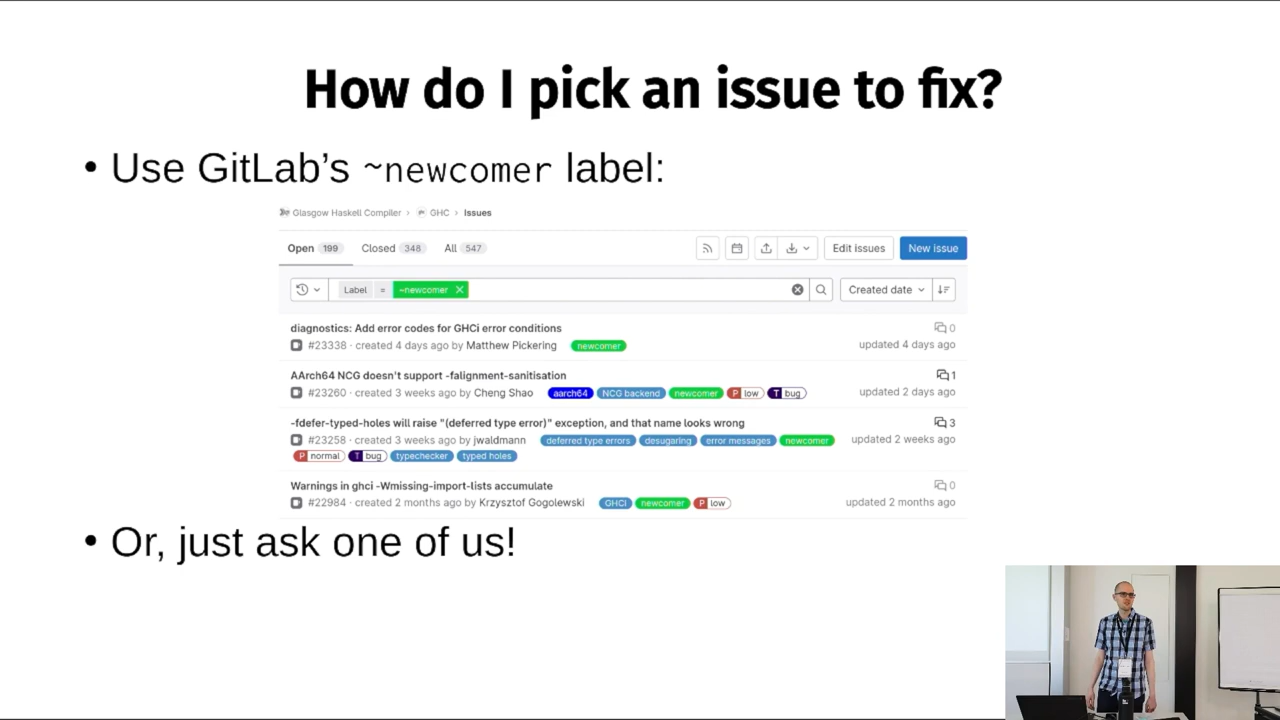 How do I pick an issue to fix?
• Use GitLab’s ~newcomer label:
Glasgow Haskell Compiler › GHC › Issues
Open 199 Closed 348 All 547 Edit issues New issue
Label = ~newcomer × Created date
diagnostics: Add error codes for GHCi error conditions 0
#23338 · created 4 days ago by Matthew Pickering newcomer updated 4 days ago
AArch64 NCG doesn't support -falignment-sanitisation 1
#23260 · created 3 weeks ago by Cheng Shao aarch64 NCG backend newcomer P low T bug updated 2 days ago
-fdefer-typed-holes will raise "(deferred type error)" exception, and that name looks wrong 3
#23258 · created 3 weeks ago by jwaldmann deferred type errors desugaring error messages newcomer updated 2 weeks ago
P normal T bug typechecker typed holes
Warnings in ghci -Wmissing-import-lists accumulate 0
#22984 · created 2 months ago by Krzysztof Gogolewski GHCi newcomer P low updated 2 months ago
• Or, just ask one of us!